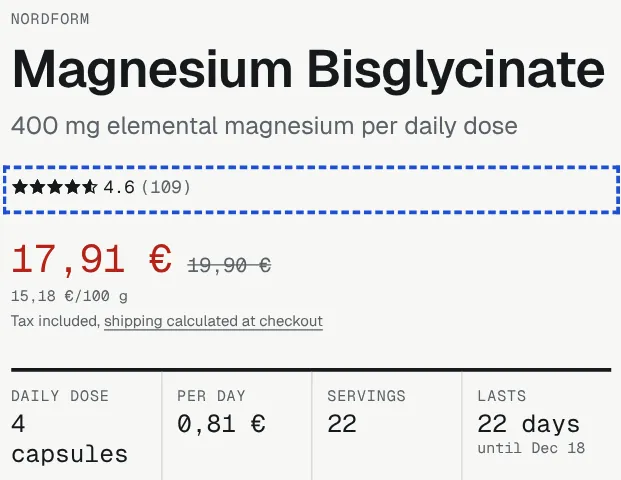 NORDFORM
Magnesium Bisglycinate
400 mg elemental magnesium per daily dose
4.6 (109)
17,91 € 19,90 €
15,18 €/100 g
Tax included, shipping calculated at checkout
DAILY DOSE PER DAY SERVINGS LASTS
4 capsules 0,81 € 22 22 days
until Dec 18